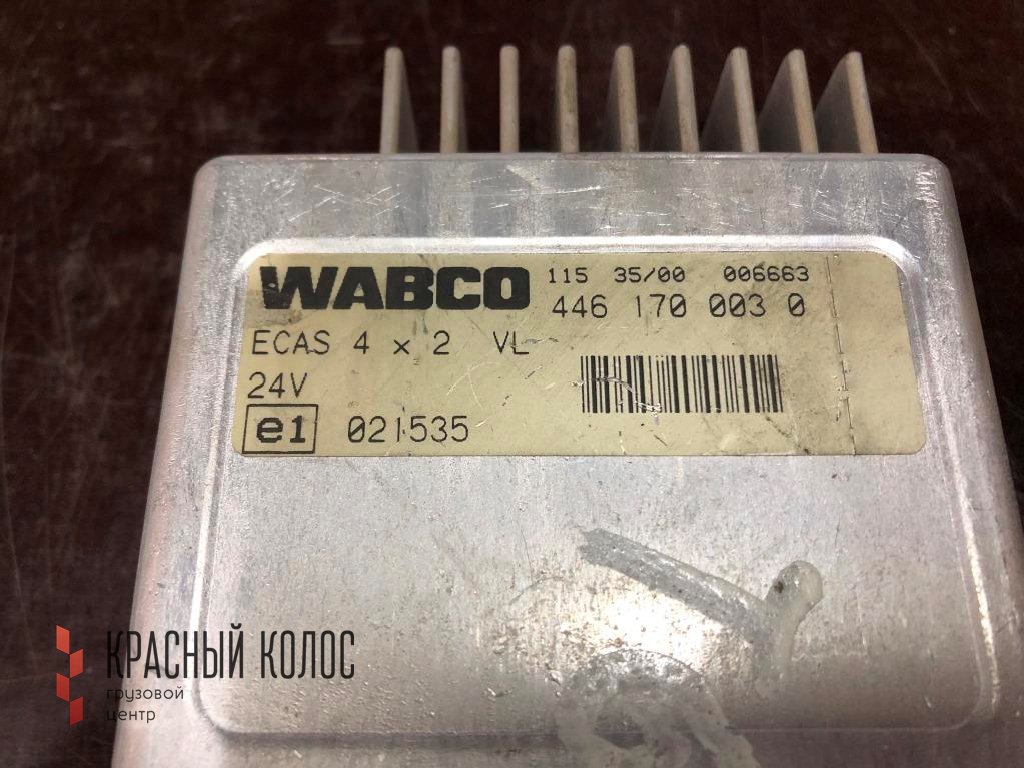 WABCO 115 35/00 006663
446 170 003 0
ECAS 4 x 2 VL
24V
e1 021535
КРАСНЫЙ КОЛОС
грузовой
центр